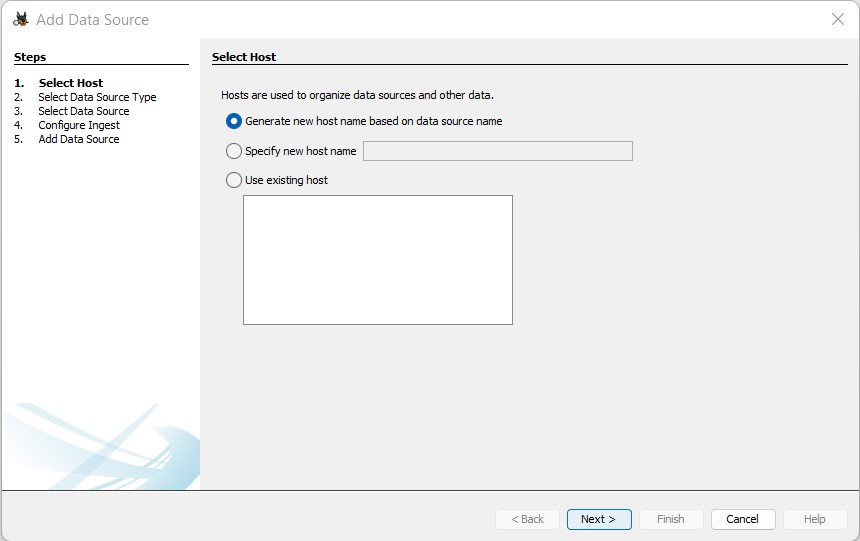 Add Data Source
Steps
Select Host
1. Select Host
2. Select Data Source Type
3. Select Data Source
4. Configure Ingest
5. Add Data Source
Hosts are used to organize data sources and other data.
Generate new host name based on data source name
Specify new host name
Use existing host
< Back
Next >
Finish
Cancel
Help